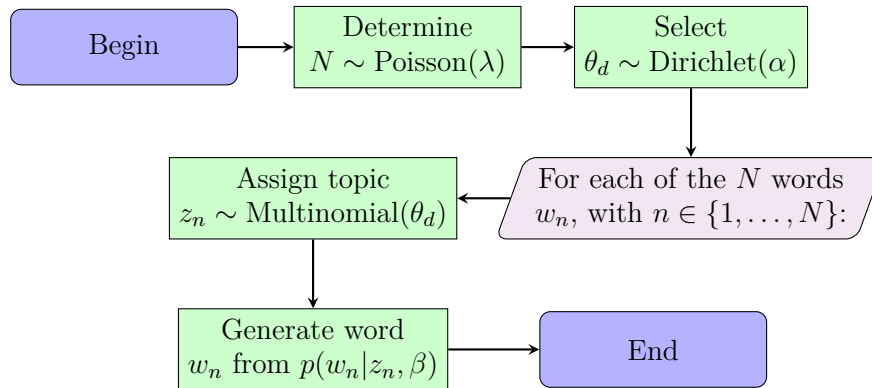 Begin
Determine
N ∼ Poisson(λ)
Select
θ_d ∼ Dirichlet(α)
For each of the N words
w_n, with n ∈ {1, . . . , N}:
Assign topic
z_n ∼ Multinomial(θ_d)
Generate word
w_n from p(w_n|z_n, β)
End